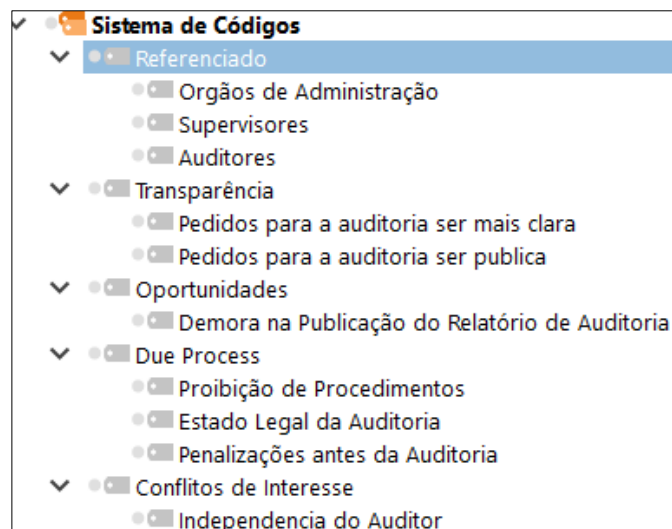 Sistema de Códigos
Referenciado
Orgãos de Administração
Supervisores
Auditores
Transparência
Pedidos para a auditoria ser mais clara
Pedidos para a auditoria ser publica
Oportunidades
Demora na Publicação do Relatório de Auditoria
Due Process
Proibição de Procedimentos
Estado Legal da Auditoria
Penalizações antes da Auditoria
Conflitos de Interesse
Independencia do Auditor